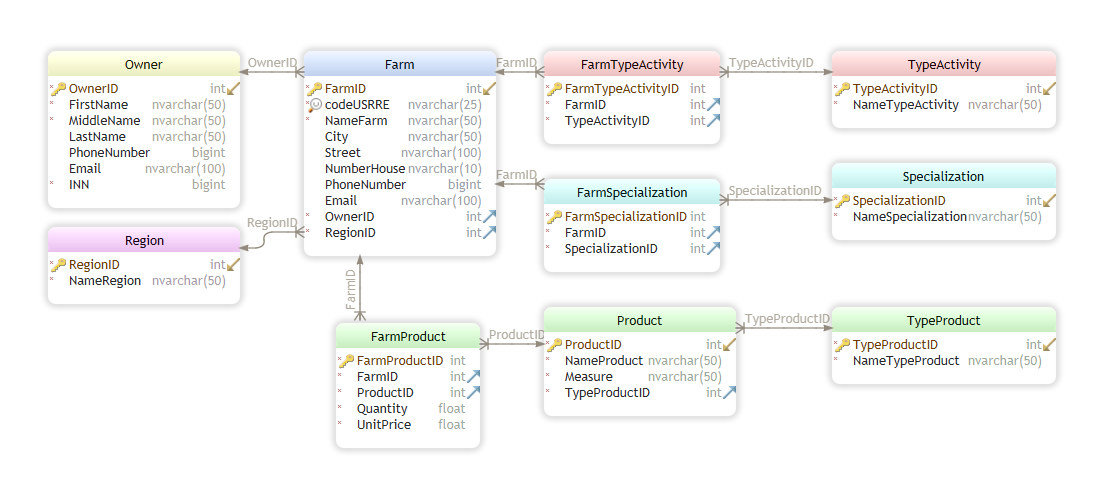 Owner
OwnerID int
FirstName nvarchar(50)
MiddleName nvarchar(50)
LastName nvarchar(50)
PhoneNumber bigint
Email nvarchar(100)
INN bigint
OwnerID
Farm
FarmID int
codeUSRRE nvarchar(25)
NameFarm nvarchar(50)
City nvarchar(50)
Street nvarchar(100)
NumberHouse nvarchar(10)
PhoneNumber bigint
Email nvarchar(100)
OwnerID int
RegionID int
FarmID
FarmTypeActivity
FarmTypeActivityID int
FarmID int
TypeActivityID int
TypeActivityID
TypeActivity
TypeActivityID int
NameTypeActivity nvarchar(50)
FarmID
FarmSpecialization
FarmSpecializationID int
FarmID int
SpecializationID int
SpecializationID
Specialization
SpecializationID int
NameSpecialization nvarchar(50)
RegionID
Region
RegionID int
NameRegion nvarchar(50)
FarmID
FarmProduct
FarmProductID int
FarmID int
ProductID int
Quantity float
UnitPrice float
ProductID
Product
ProductID int
NameProduct nvarchar(50)
Measure nvarchar(50)
TypeProductID int
TypeProductID
TypeProduct
TypeProductID int
NameTypeProduct nvarchar(50)